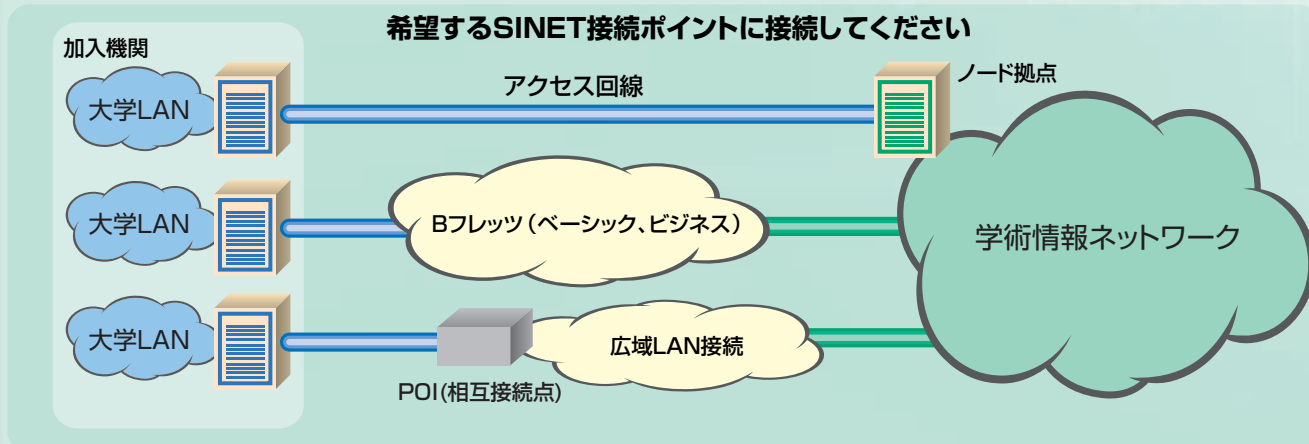 希望するSINET接続ポイントに接続してください
加入機関
大学LAN
アクセス回線
ノード拠点
大学LAN
Bフレッツ(ベーシック、ビジネス)
学術情報ネットワーク
大学LAN
広域LAN接続
POI(相互接続点)